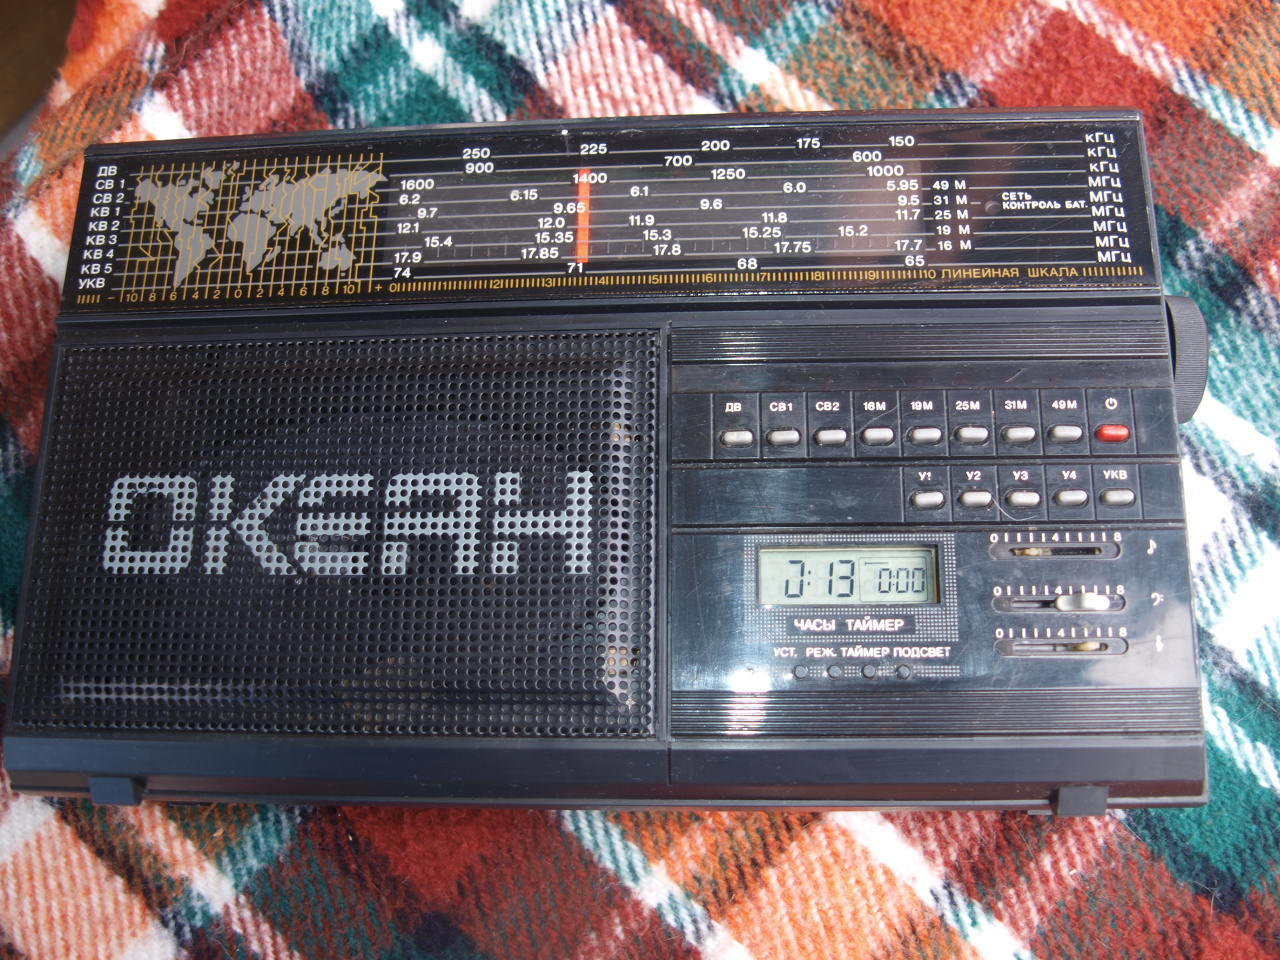 ДВ 250 225 200 175 150 кГц
СВ 1 900 700 600 кГц
СВ 2 1600 1400 1250 1000 кГц
КВ 1 6.2 6.15 6.1 6.0 5.95 49 М МГц
КВ 2 9.7 9.65 9.6 9.5 31 М МГц
КВ 3 12.1 12.0 11.9 11.8 11.7 25 М МГц
КВ 4 15.4 15.35 15.3 15.25 15.2 19 М МГц
КВ 5 17.9 17.85 17.8 17.75 17.7 16 М МГц
УКВ 74 71 68 65 МГц
СЕТЬ
КОНТРОЛЬ БАТ.
- 10 8 6 4 2 0 2 4 6 8 10 + 0 1 2 3 4 5 6 7 8 9 10 ЛИНЕЙНАЯ ШКАЛА
ДВ СВ1 СВ2 16М 19М 25М 31М 49М
У1 У2 У3 У4 УКВ
ОКЕАН
0 4 8
0 4 8
0 4 8
0:00
ЧАСЫ ТАЙМЕР
УСТ. РЕЖ. ТАЙМЕР ПОДСВЕТ